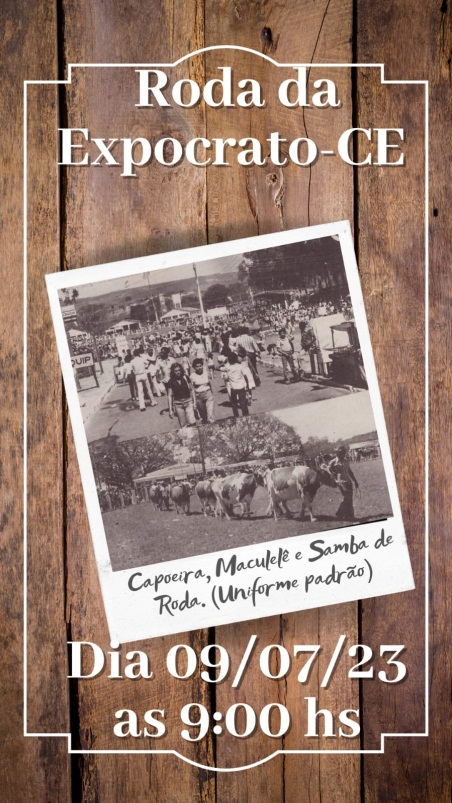 Roda da
Expocrato-CE
QUIP
Capoeira, Maculelê e Samba de
Roda. (Uniforme padrão)
Dia 09/07/23
as 9:00 hs